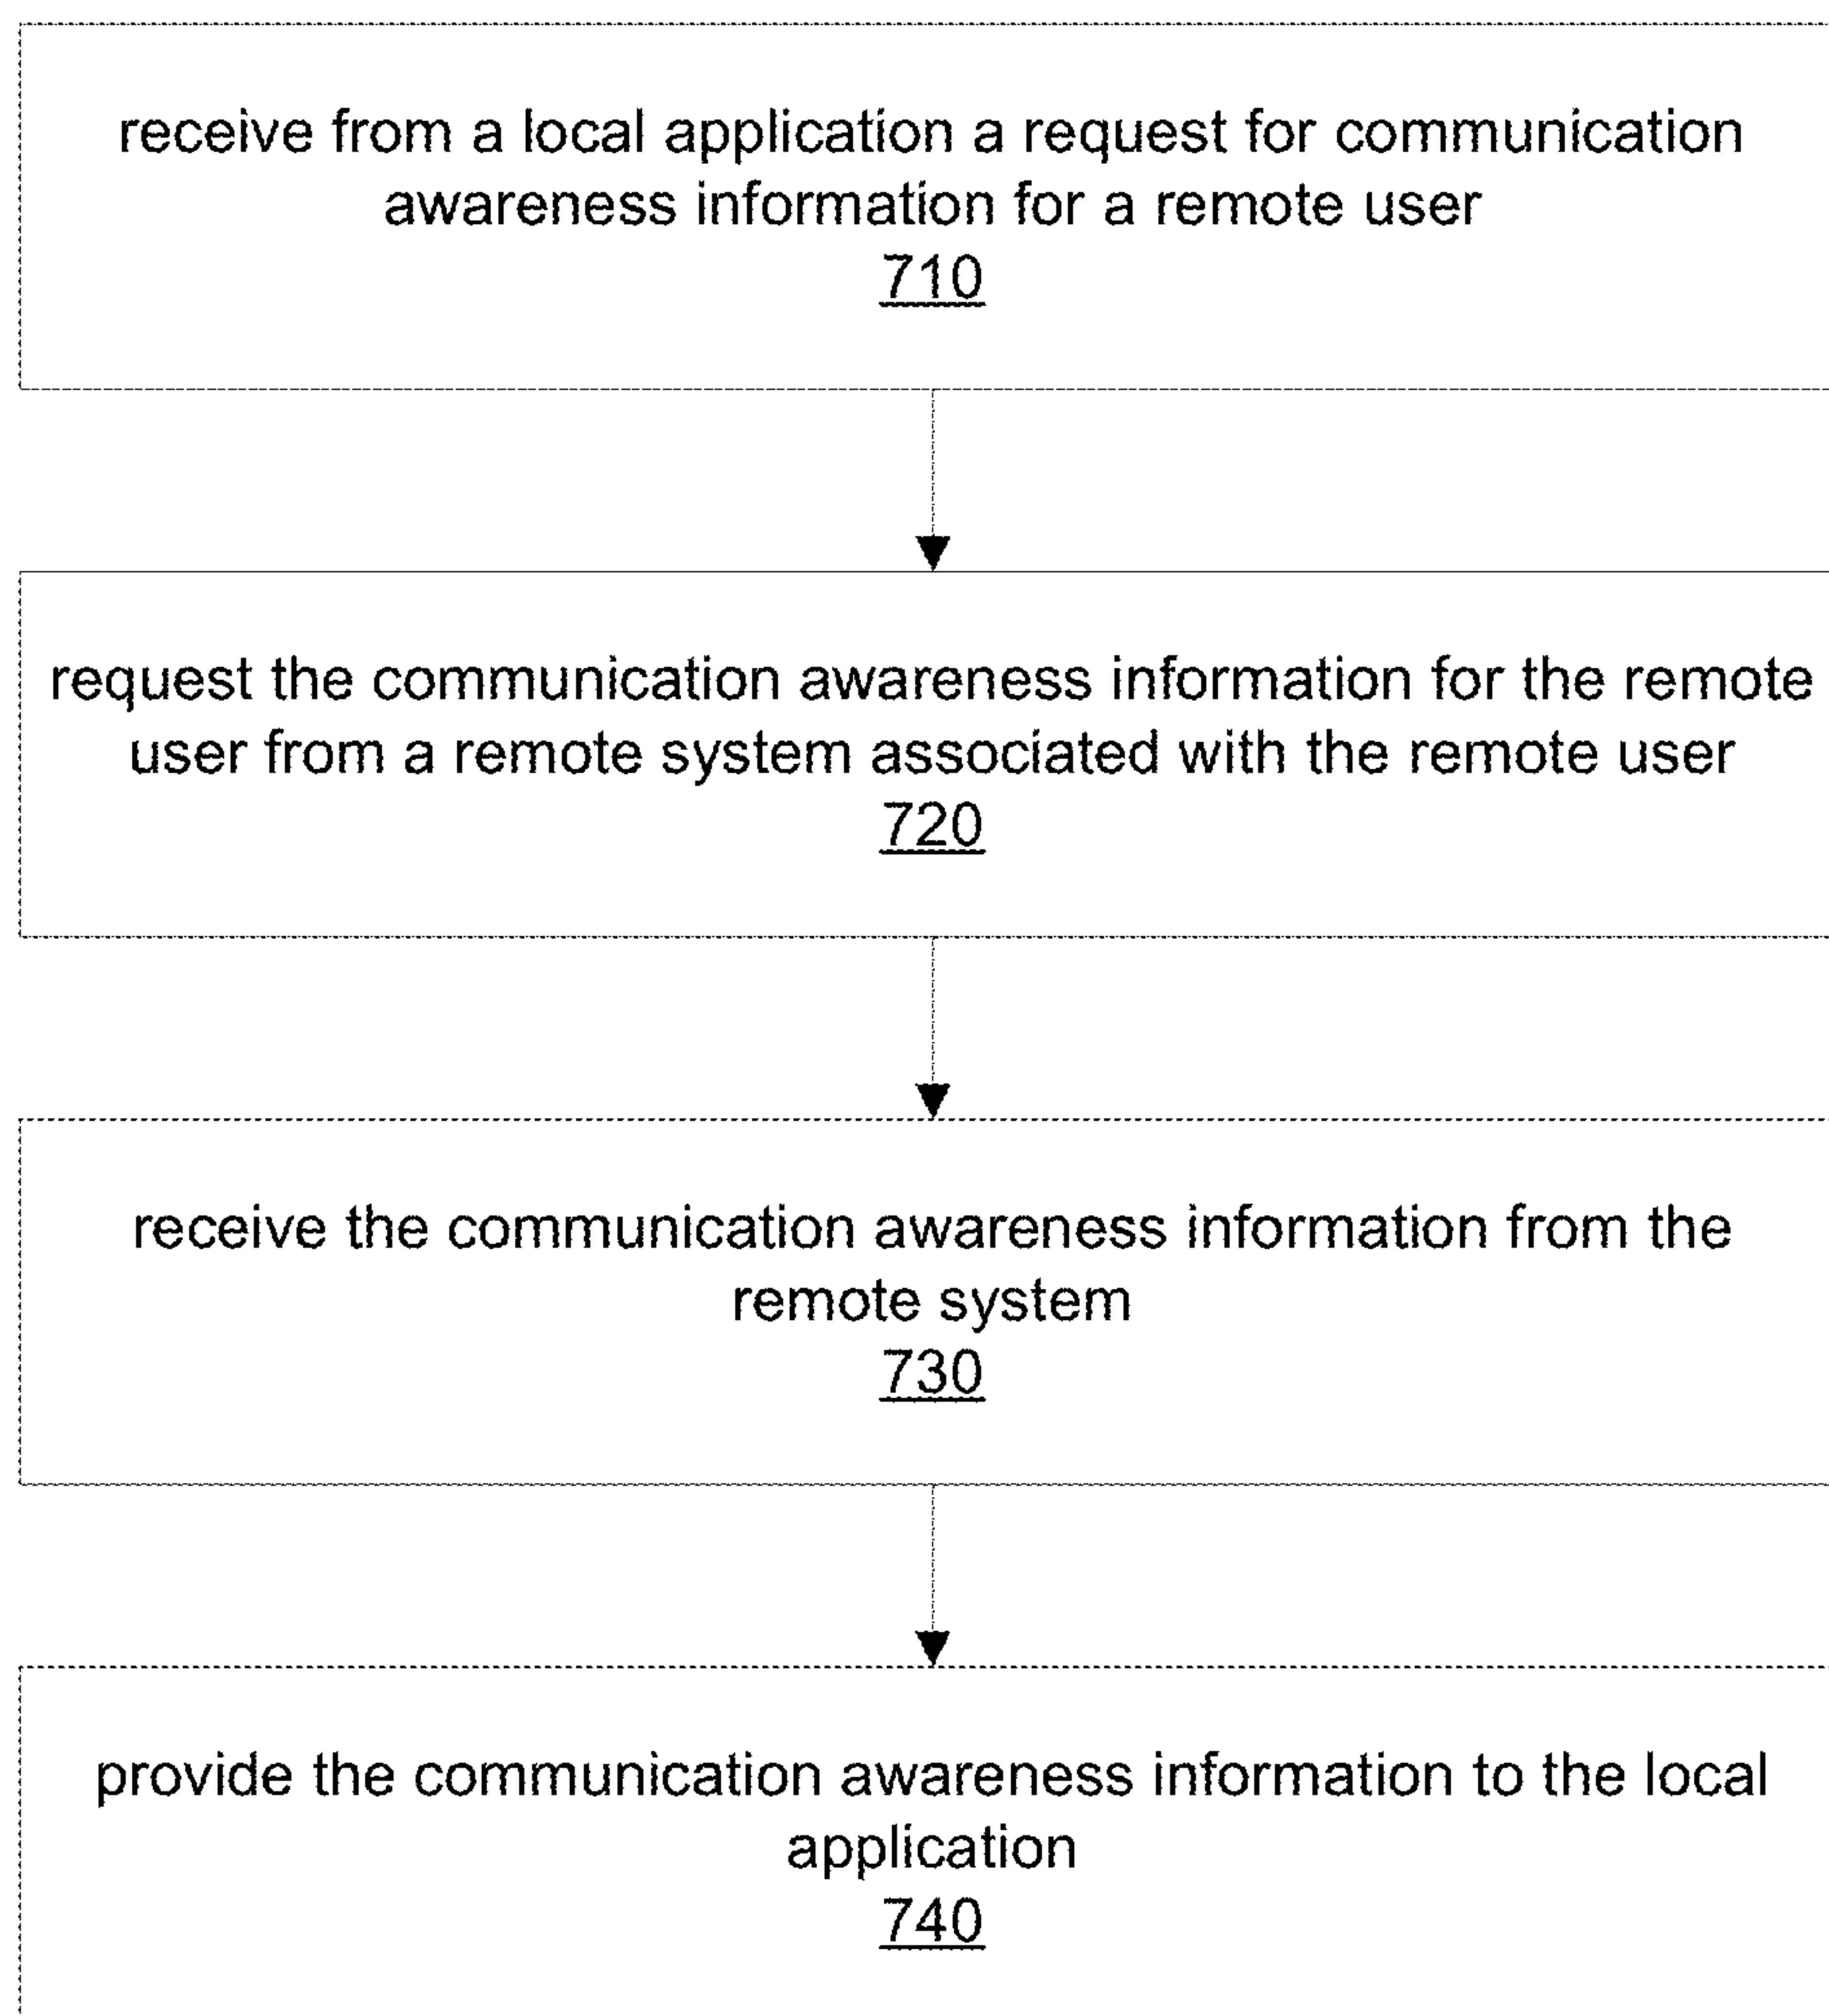 receive from a local application a request for communication
awareness information for a remote user
710
request the communication awareness information for the remote
user from a remote system associated with the remote user
720
receive the communication awareness information from the
remote system
730
provide the communication awareness information to the local
application
740